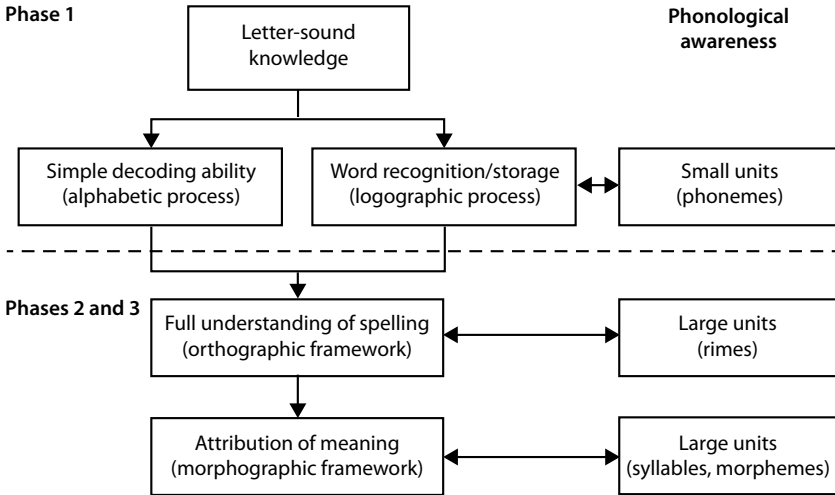 Phase 1
Letter-sound
knowledge
Phonological
awareness
Simple decoding ability
(alphabetic process)
Word recognition/storage
(logographic process)
Small units
(phonemes)
Phases 2 and 3
Full understanding of spelling
(orthographic framework)
Large units
(rimes)
Attribution of meaning
(morphographic framework)
Large units
(syllables, morphemes)